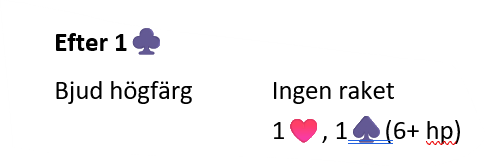 Efter 1♣
Bjud högfärg Ingen raket
1♥, 1♠(6+ hp)